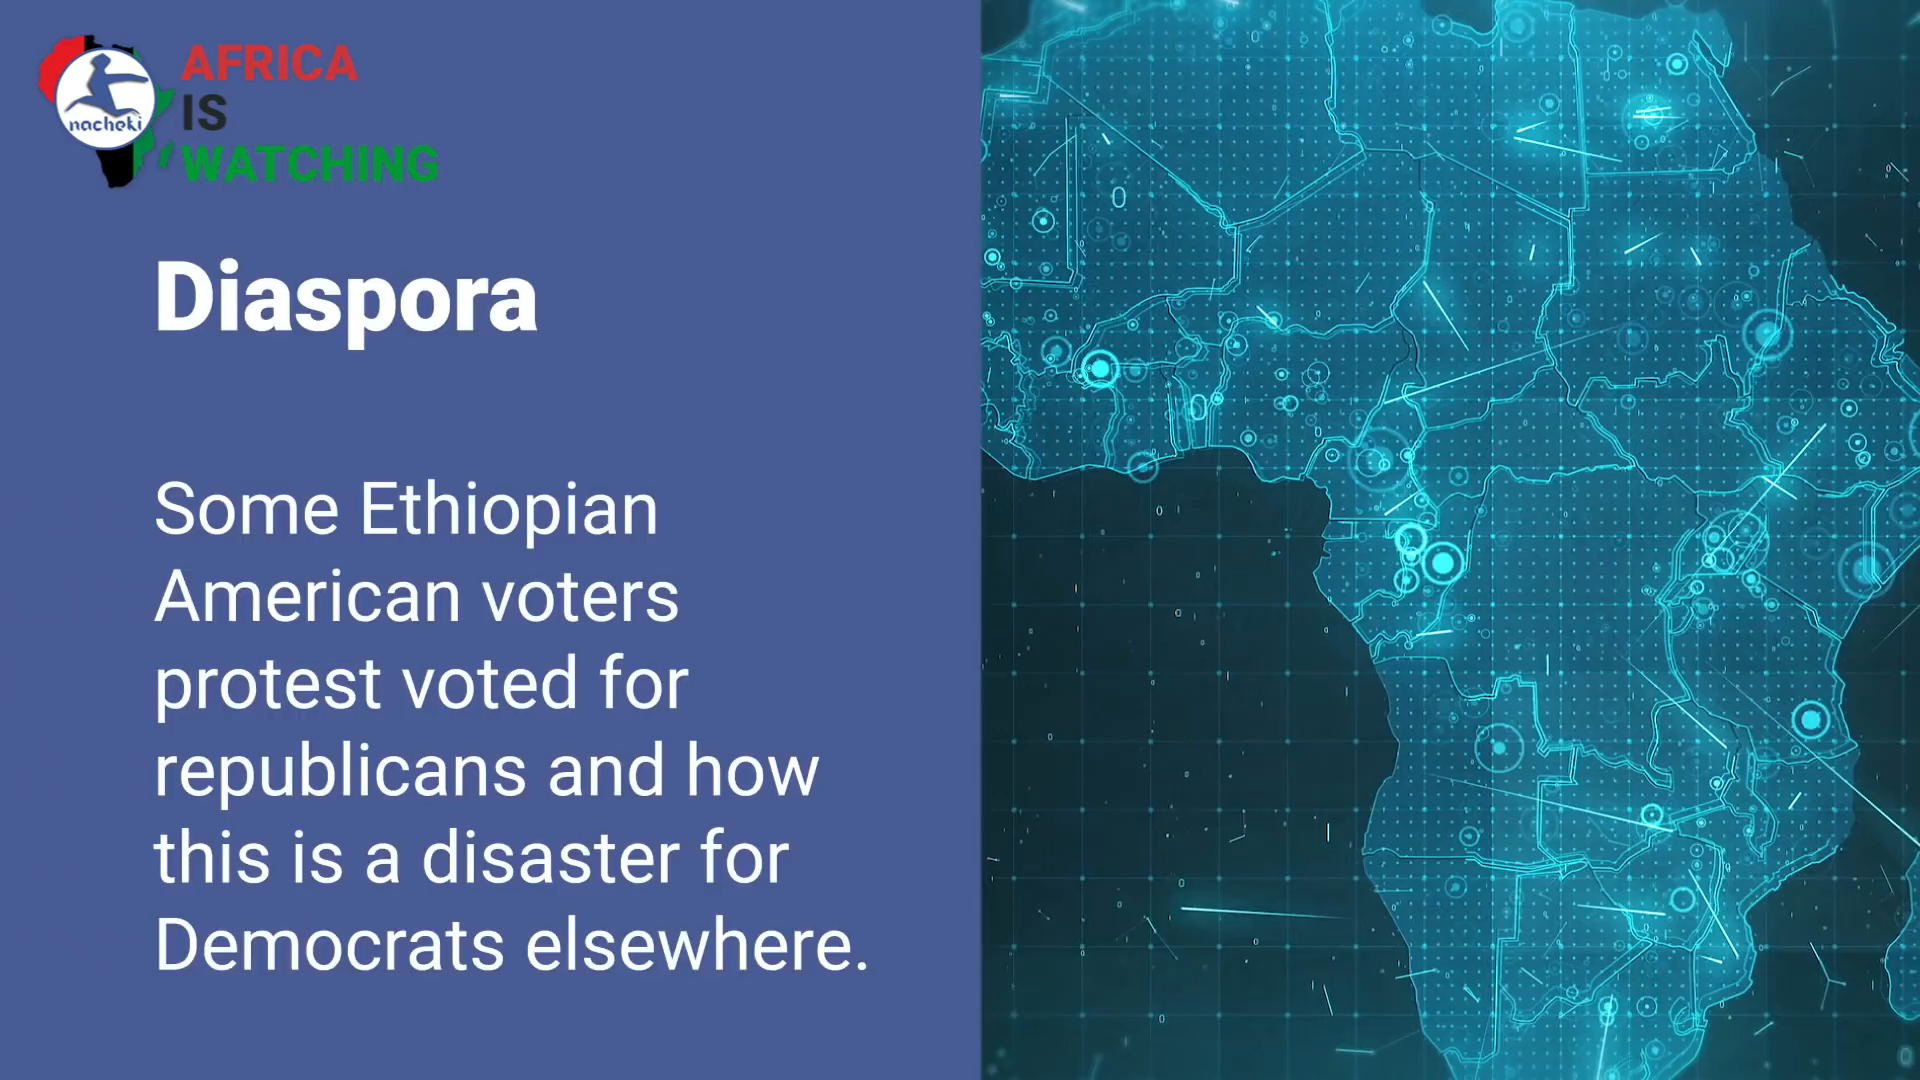 nacheki
AFRICA
IS
WATCHING
Diaspora
Some Ethiopian
American voters
protest voted for
republicans and how
this is a disaster for
Democrats elsewhere.